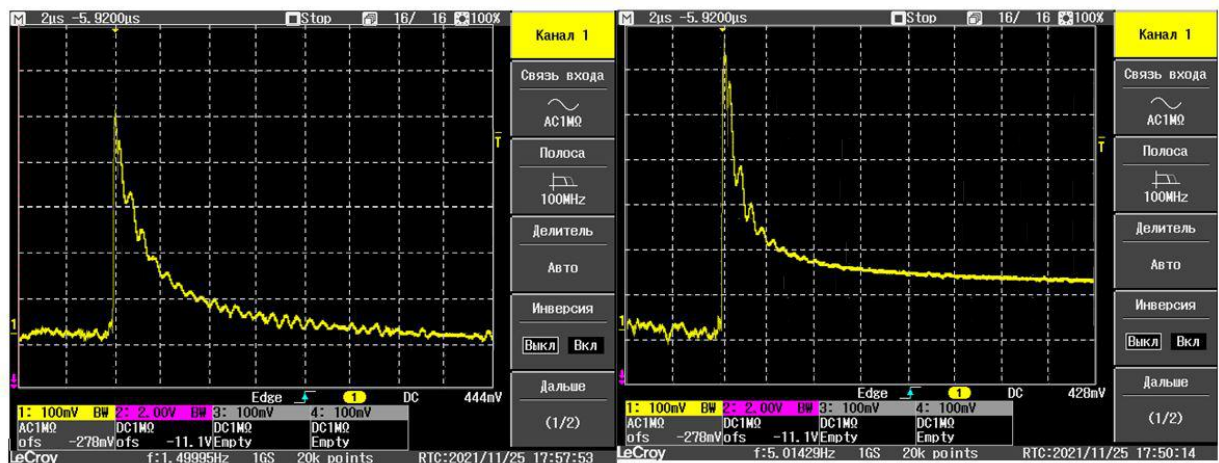 M 2µs -5.9200µs Stop 16/ 16 100%
Канал 1
Связь входа
AC1MΩ
Полоса
100MHz
Делитель
Авто
Инверсия
Выкл Вкл
Дальше
(1/2)
T
1
Edge 1 DC 444mV
1: 100mV BW 2: 2.00V BW 3: 100mV 4: 100mV
AC1MΩ DC1MΩ DC1MΩ DC1MΩ
ofs -278mV ofs -11.1V Empty Empty
LeCroy f:1.49995Hz 1GS 20k points RTC:2021/11/25 17:57:53
M 2µs -5.9200µs Stop 16/ 16 100%
Канал 1
Связь входа
AC1MΩ
Полоса
100MHz
Делитель
Авто
Инверсия
Выкл Вкл
Дальше
(1/2)
T
1
Edge 1 DC 428mV
1: 100mV BW 2: 2.00V BW 3: 100mV 4: 100mV
AC1MΩ DC1MΩ DC1MΩ DC1MΩ
ofs -278mV ofs -11.1V Empty Empty
LeCroy f:5.01429Hz 1GS 20k points RTC:2021/11/25 17:50:14